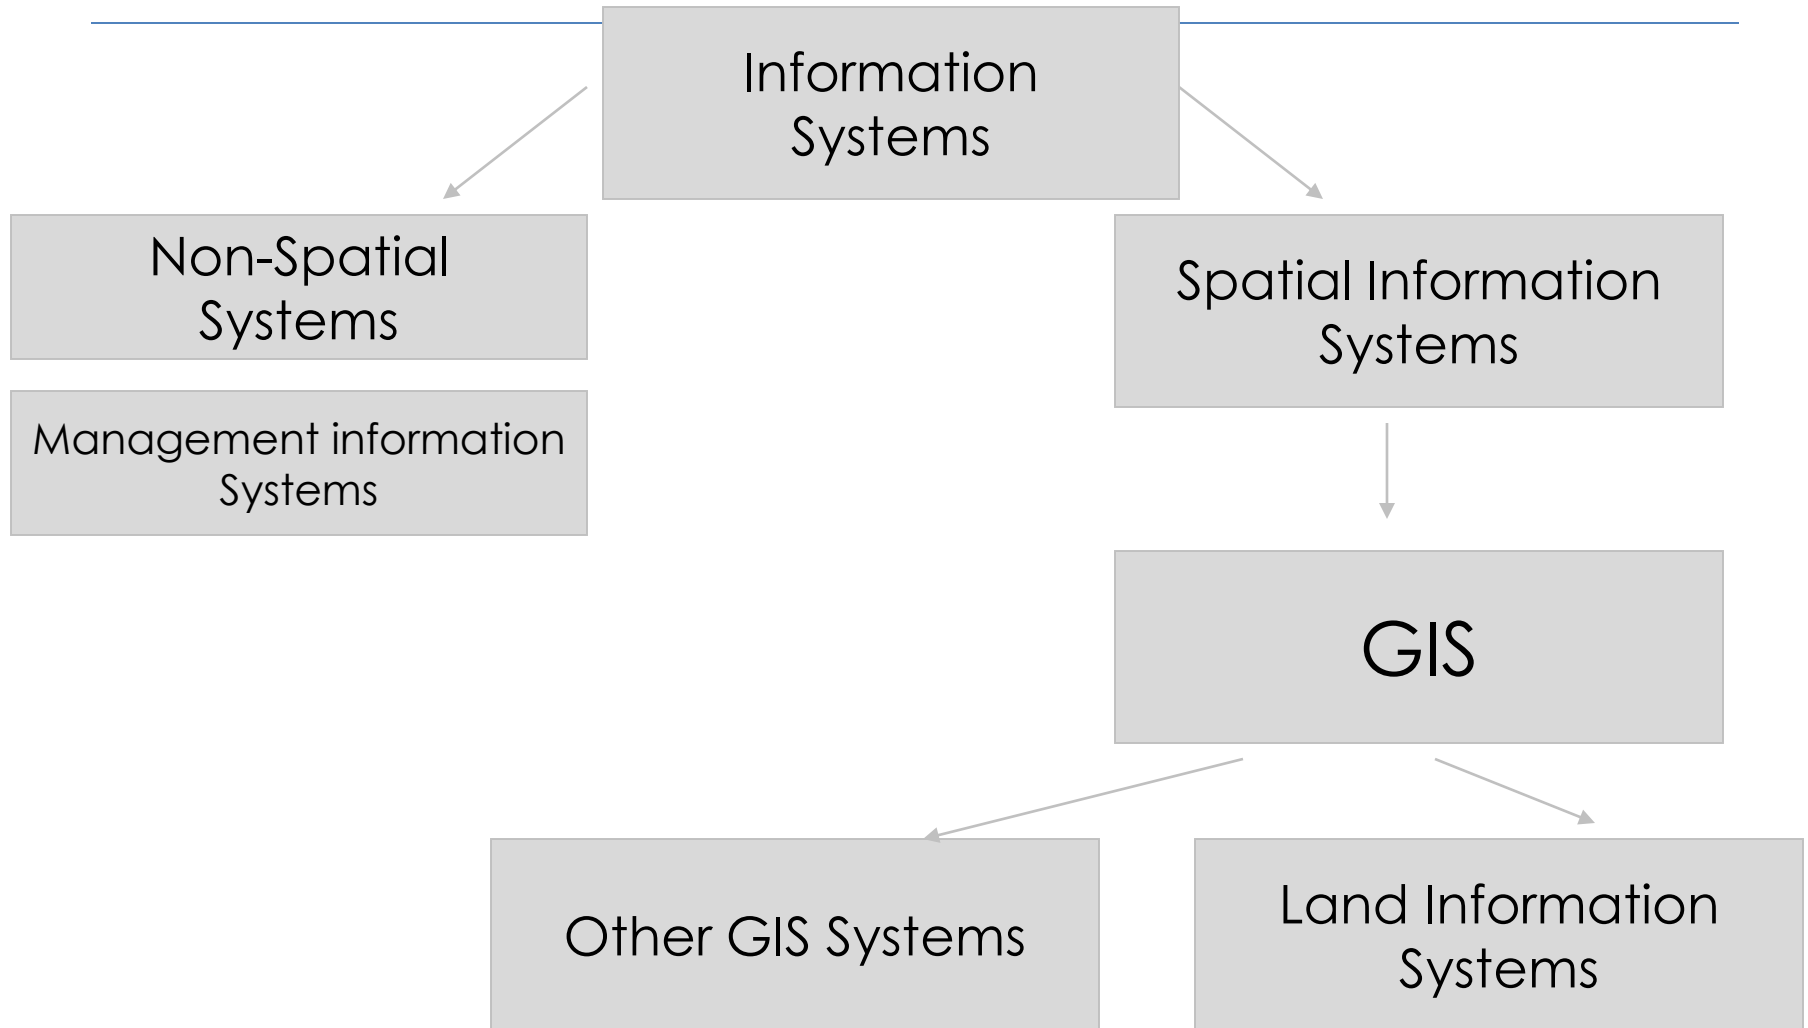 Information
Systems
Non-Spatial
Systems
Spatial Information
Systems
Management information
Systems
GIS
Other GIS Systems
Land Information
Systems